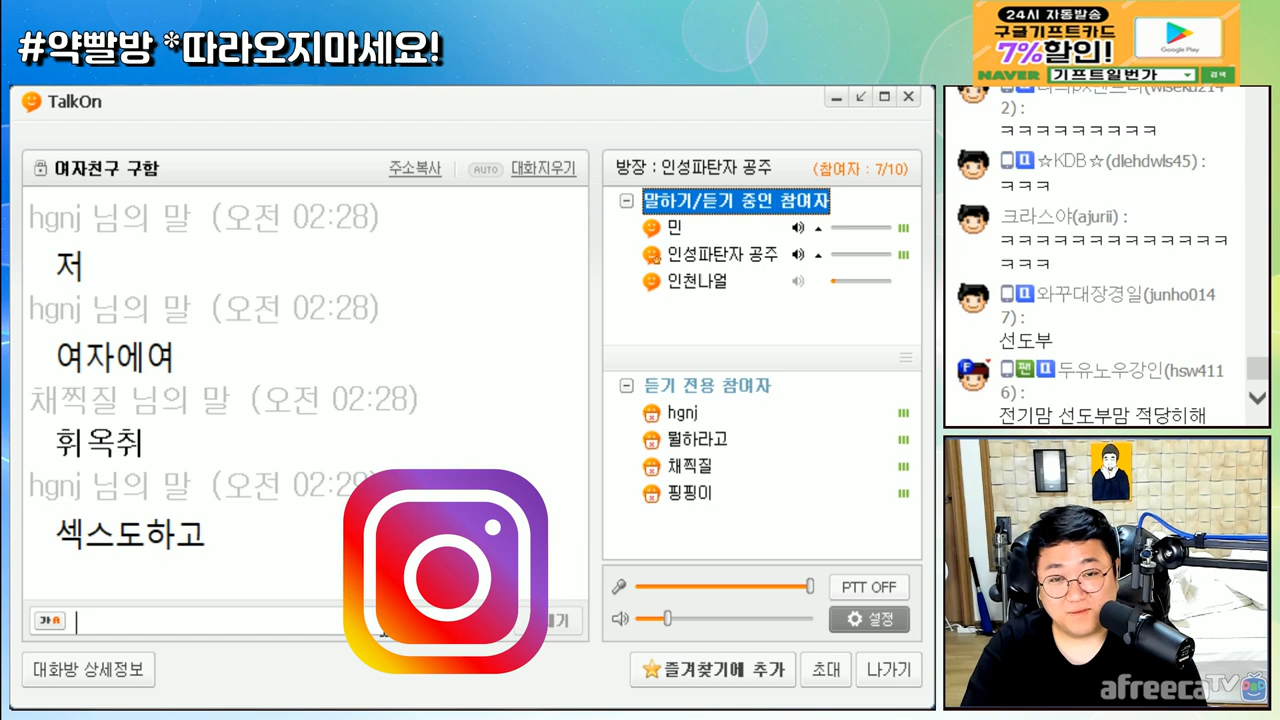 #약빨방 *따라오지마세요!
24시 자동발송
구글기프트카드
7%할인!
Google Play
NAVER 기프트일번가 검색
TalkOn
여자친구 구함
주소복사
AUTO
대화지우기
hgnj 님의 말 (오전 02:28)
저
hgnj 님의 말 (오전 02:28)
여자에여
채찍질 님의 말 (오전 02:28)
휘옥취
hgnj 님의 말 (오전 02:29)
섹스도하고
가
대화방 상세정보
방장 : 인성파탄자 공주
(참여자 : 7/10)
말하기/듣기 중인 참여자
민
인성파탄자 공주
인천나얼
듣기 전용 참여자
hgnj
뭘하라고
채찍질
핑핑이
PTT OFF
설정
즐겨찾기에 추가
초대
나가기
2) :
ㅋㅋㅋㅋㅋㅋㅋㅋㅋ
☆KDB☆(dlehdwls45) :
ㅋㅋㅋ
크라스야(ajurii) :
ㅋㅋㅋㅋㅋㅋㅋㅋㅋㅋㅋㅋㅋ
ㅋㅋㅋ
와꾸대장경일(junho014
7) :
선도부
팬 두유노우강인(hsw411
6) :
전기맘 선도부맘 적당히해
afreecaTV